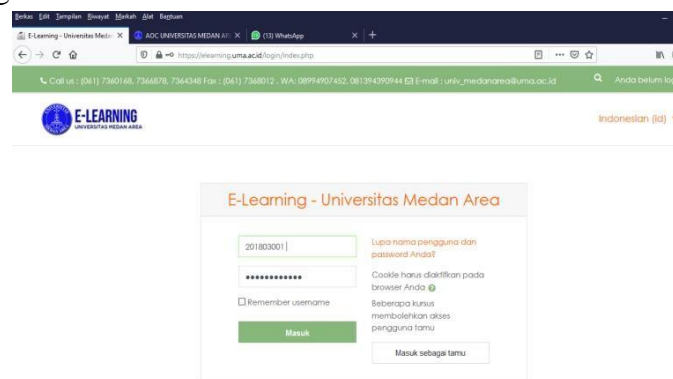 Berkas Edit Tampilan Riwayat Markah Alat Bantuan
E-Learning - Universitas Medan
AOC UNIVERSITAS MEDAN AR
(13) WhatsApp
https://elearning.uma.ac.id/login/index.php
Call us : (061) 7360168, 7366878, 7364348 Fax : (061) 7368012 , WA: 08994907452, 081394390944 E-mail : univ_medanarea@uma.ac.id
Anda belum lo
E-LEARNING
UNIVERSITAS MEDAN AREA
Indonesian (id)
E-Learning - Universitas Medan Area
201803001
Lupa nama pengguna dan
password Anda?
Cookie harus diaktifkan pada
browser Anda
Remember username
Beberapa kursus
membolehkan akses
pengguna tamu
Masuk
Masuk sebagai tamu